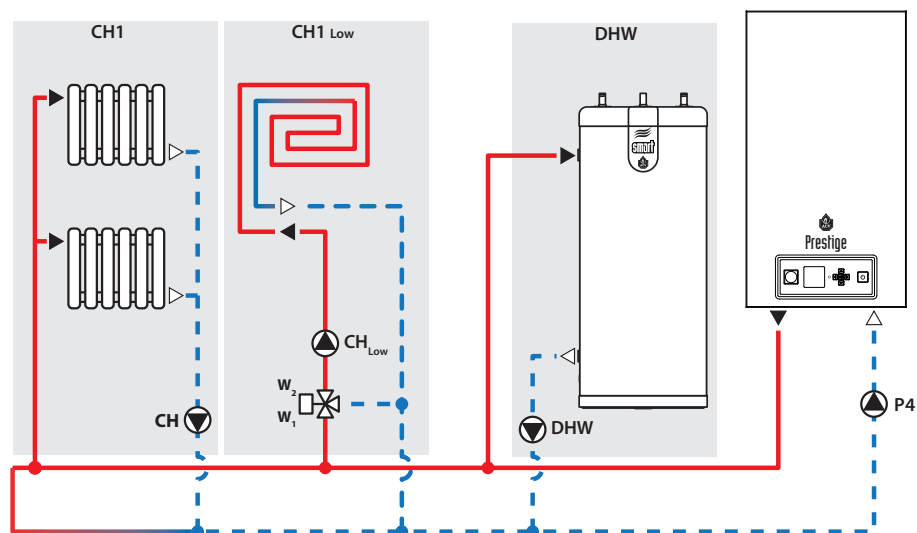 CH1
CH1 Low
DHW
smart
Prestige
CH Low
W2
W1
CH
DHW
P4